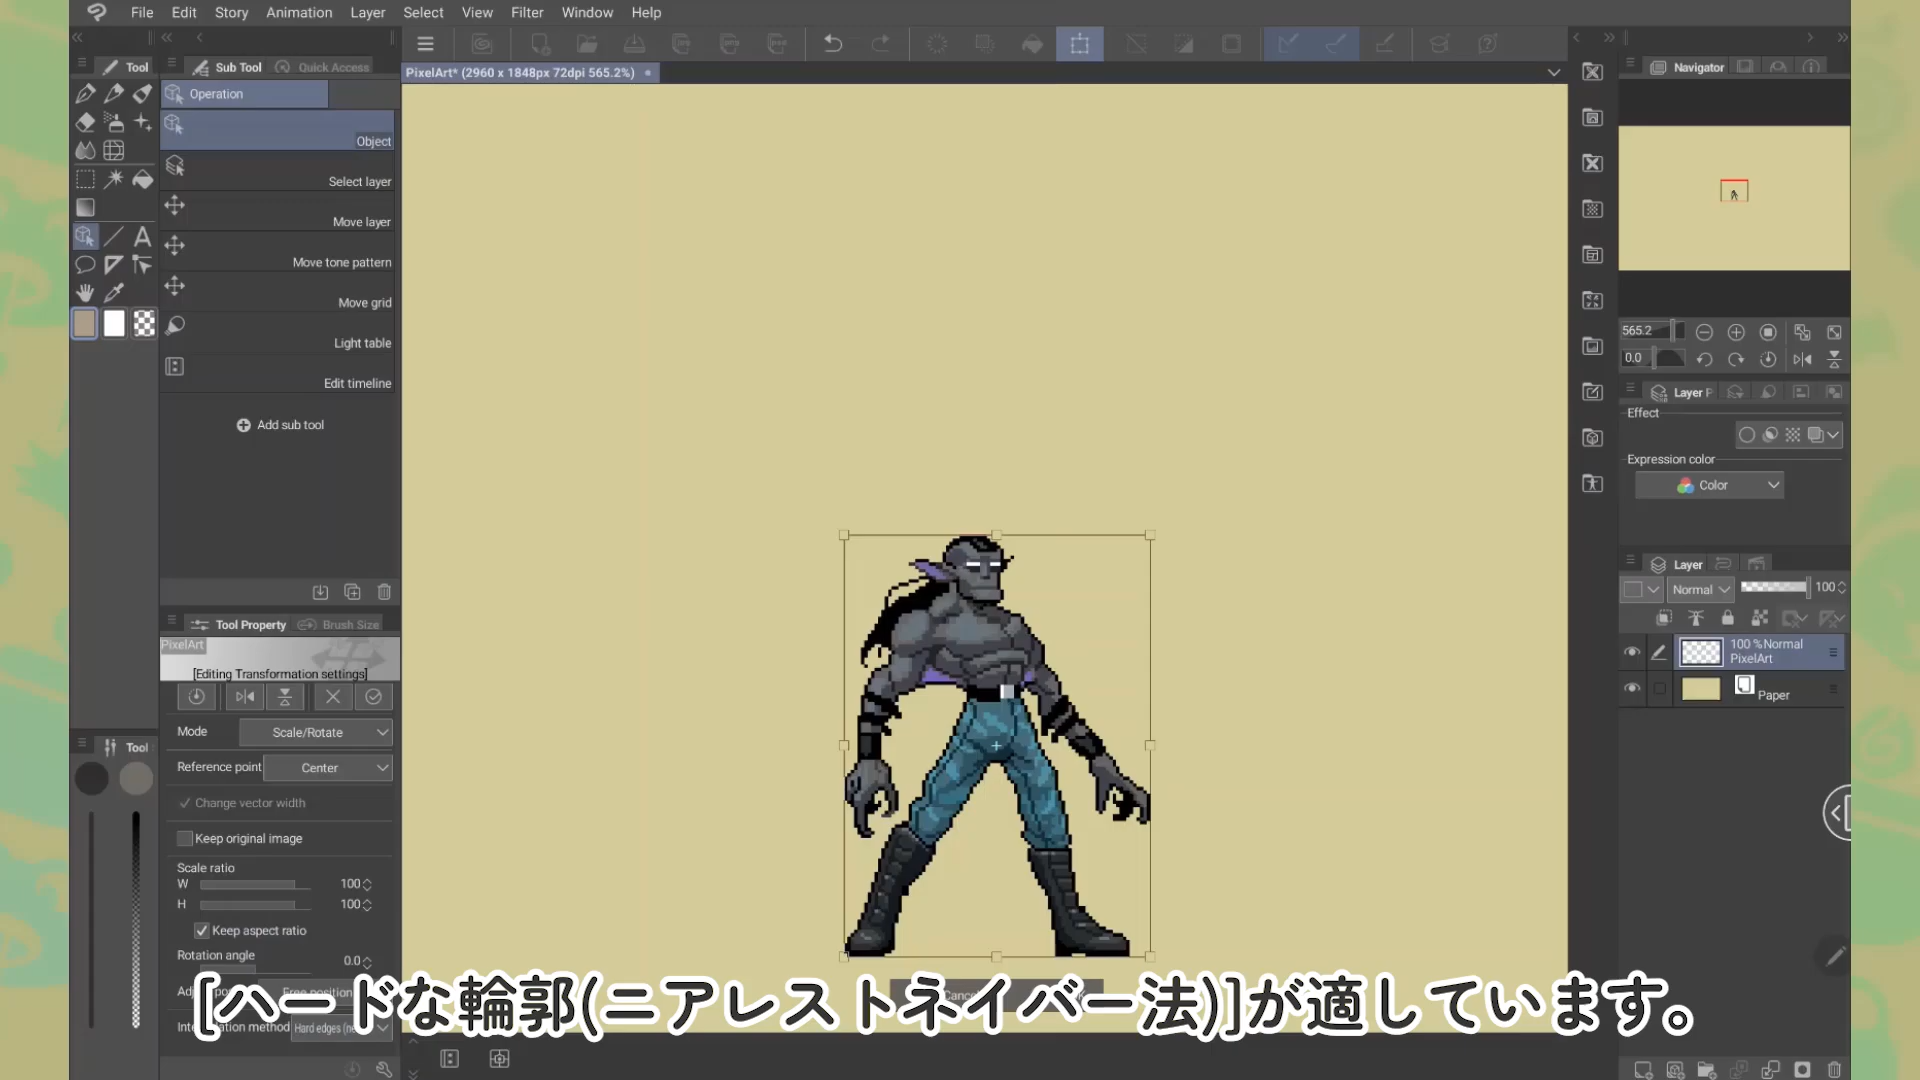 File Edit Story Animation Layer Select View Filter Window Help
Tool
Sub Tool
Quick Access
PixelArt* (2960 x 1848px 72dpi 565.2%)
Navigator
Operation
Object
Select layer
Move layer
Move tone pattern
Move grid
Light table
Edit timeline
Add sub tool
565.2
0.0
Layer P
Effect
Expression color
Color
Layer
Normal
100
100 %Normal
PixelArt
Paper
Tool Property
Brush Size
PixelArt
[Editing Transformation settings]
Mode
Scale/Rotate
Reference point
Center
Change vector width
Keep original image
Scale ratio
W 100
H 100
Keep aspect ratio
Rotation angle
0.0
Tool
Free position
[ハードな輪郭(ニアレストネイバー法)]が適しています。